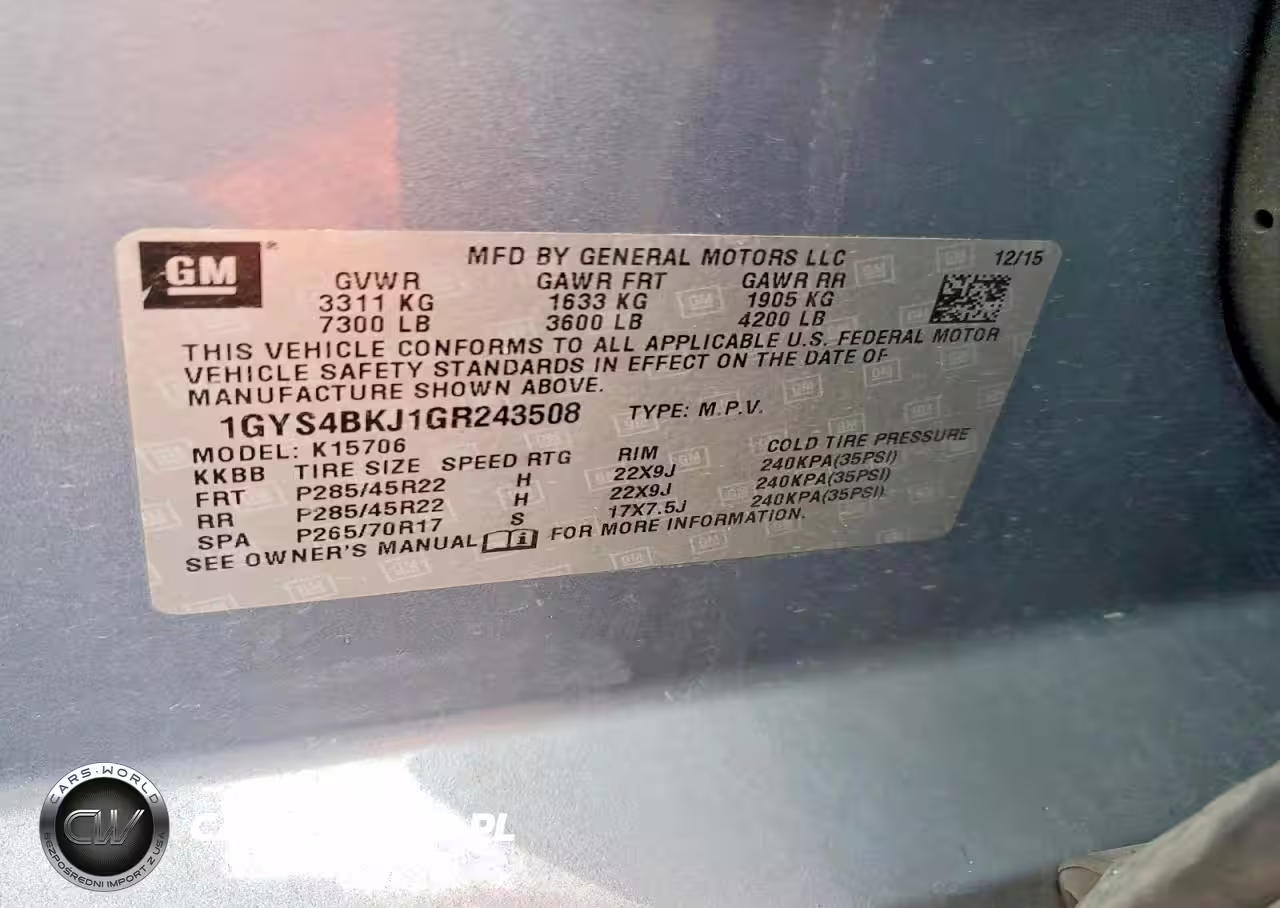 GM ®
MFD BY GENERAL MOTORS LLC 12/15
GVWR GAWR FRT GAWR RR
3311 KG 1633 KG 1905 KG
7300 LB 3600 LB 4200 LB
THIS VEHICLE CONFORMS TO ALL APPLICABLE U.S. FEDERAL MOTOR
VEHICLE SAFETY STANDARDS IN EFFECT ON THE DATE OF
MANUFACTURE SHOWN ABOVE.
1GYS4BKJ1GR243508 TYPE: M.P.V.
MODEL: K15706
KKBB TIRE SIZE SPEED RTG RIM COLD TIRE PRESSURE
FRT P285/45R22 H 22X9J 240KPA(35PSI)
RR P285/45R22 H 22X9J 240KPA(35PSI)
SPA P265/70R17 S 17X7.5J 240KPA(35PSI)
SEE OWNER'S MANUAL FOR MORE INFORMATION.
CARS-WORLD
CW
BEZPOŚREDNI IMPORT Z USA